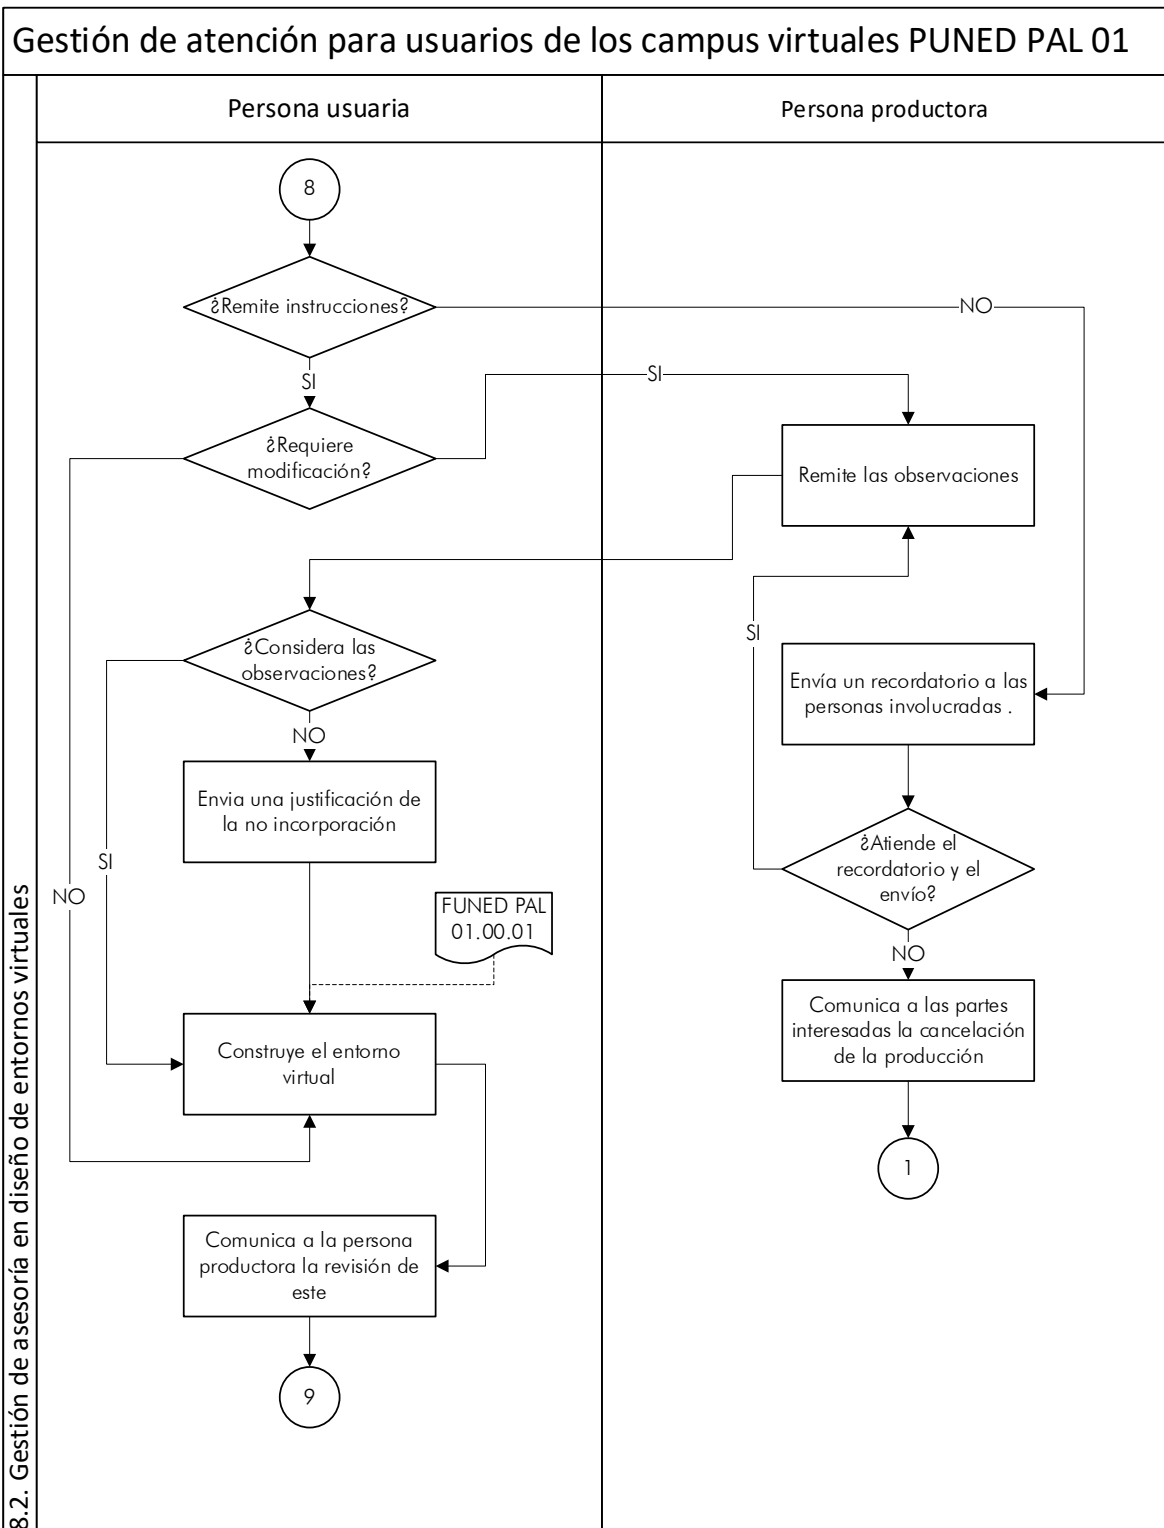 Gestión de atención para usuarios de los campus virtuales PUNED PAL 01
8.2. Gestión de asesoría en diseño de entornos virtuales
Persona usuaria
Persona productora
8
¿Remite instrucciones?
NO
SI
SI
¿Requiere
modificación?
Remite las observaciones
¿Considera las
observaciones?
SI
Envía un recordatorio a las
personas involucradas .
NO
Envia una justificación de
la no incorporación
¿Atiende el
recordatorio y el
envío?
SI
NO
FUNED PAL
01.00.01
NO
Comunica a las partes
interesadas la cancelación
de la producción
Construye el entorno
virtual
1
Comunica a la persona
productora la revisión de
este
9